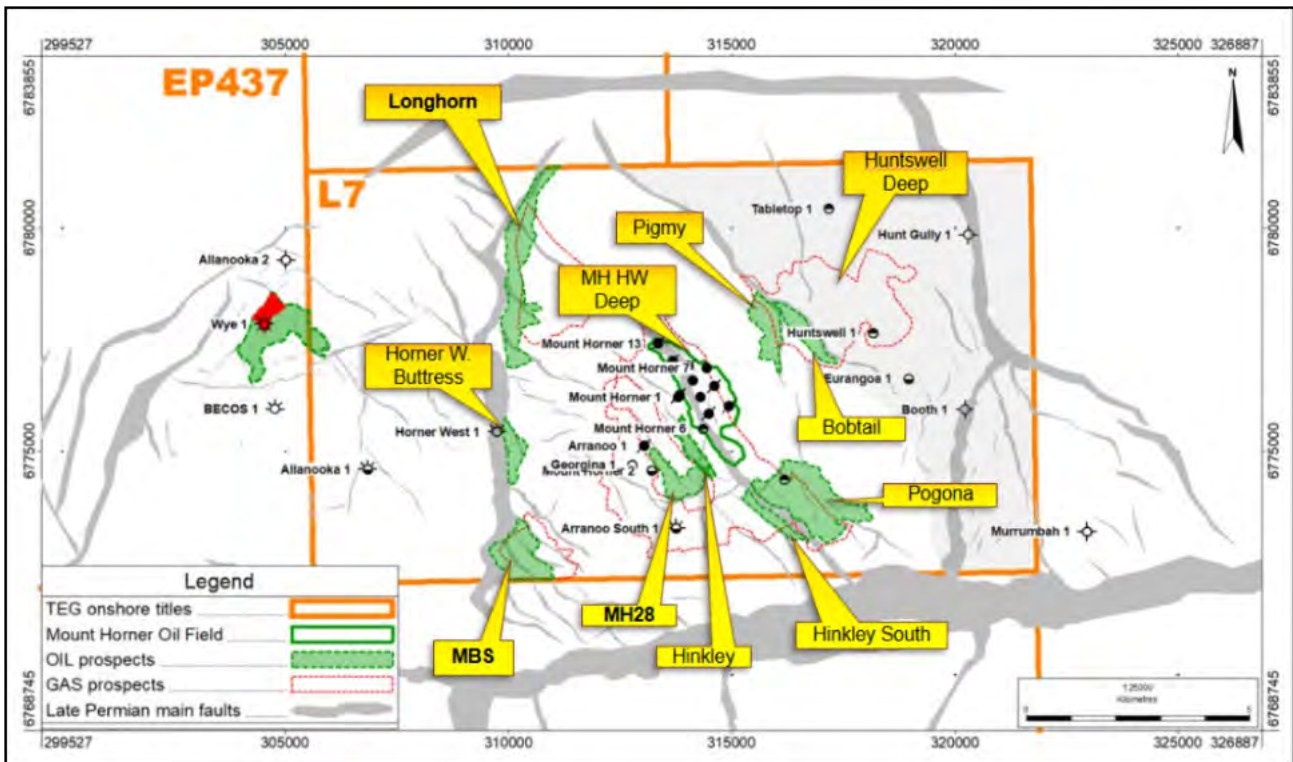 299527 305000 310000 315000 320000 325000 326887
6783855
6783855
EP437
N
Longhorn
Huntswell
Deep
L7
Tabletop 1
6780000
6780000
Pigmy
Hunt Gully 1
Allanooka 2
MH HW
Deep
Wye 1
Huntswell 1
Mount Horner 13
Horner W.
Buttress
Mount Horner 7
Eurangoa 1
Mount Horner 1
BECOS 1
Booth 1
Horner West 1
Mount Horner 6
Bobtail
6775000
6775000
Arranoo 1
Georgina 1
Allanooka 1
Mount Horner 2
Pogona
Arranoo South 1
Murrumbah 1
Legend
TEG onshore titles
MH28
Mount Horner Oil Field
Hinkley South
OIL prospects
MBS
Hinkley
GAS prospects
Late Permian main faults
Kilometres
6768745
6768745
299527 305000 310000 315000 320000 325000 326887